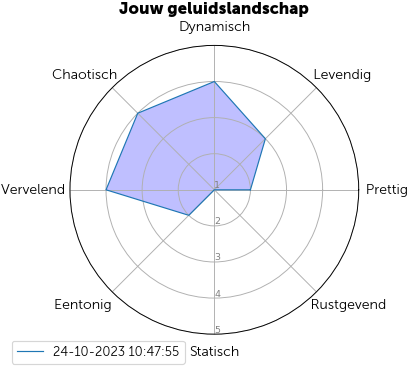 Jouw geluidslandschap
Dynamisch
Chaotisch
Levendig
Vervelend
1
Prettig
2
3
Eentonig
4
Rustgevend
5
24-10-2023 10:47:55
Statisch